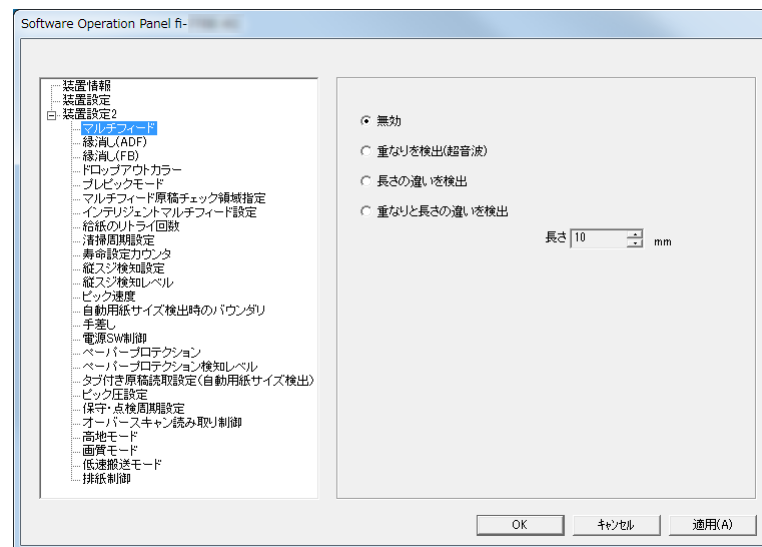 Software Operation Panel fi-
装置情報
装置設定
装置設定2
マルチフィード
縁消し(ADF)
縁消し(FB)
ドロップアウトカラー
プレピックモード
マルチフィード原稿チェック領域指定
インテリジェントマルチフィード設定
給紙のリトライ回数
清掃周期設定
寿命設定カウンタ
縦スジ検知設定
縦スジ検知レベル
ピック速度
自動用紙サイズ検出時のバウンダリ
手差し
電源SW制御
ペーパープロテクション
ペーパープロテクション検知レベル
タブ付き原稿読取設定(自動用紙サイズ検出)
ピック圧設定
保守・点検周期設定
オーバースキャン読み取り制御
高地モード
画質モード
低速搬送モード
排紙制御
無効
重なりを検出(超音波)
長さの違いを検出
重なりと長さの違いを検出
長さ 10 mm
OK キャンセル 適用(A)